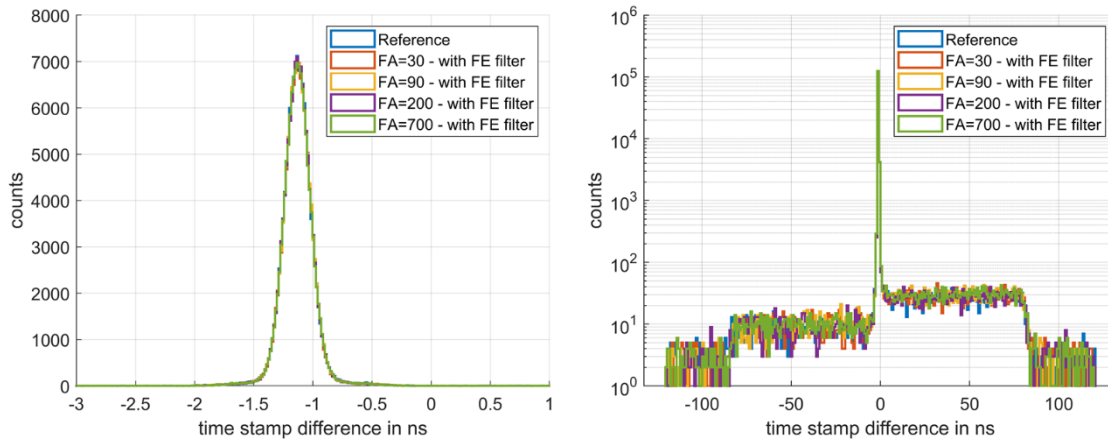 8000
7000
6000
5000
4000
3000
2000
1000
0
counts
Reference
FA=30 - with FE filter
FA=90 - with FE filter
FA=200 - with FE filter
FA=700 - with FE filter
-3 -2.5 -2 -1.5 -1 -0.5 0 0.5 1
time stamp difference in ns
10^6
10^5
10^4
10^3
10^2
10^1
10^0
counts
Reference
FA=30 - with FE filter
FA=90 - with FE filter
FA=200 - with FE filter
FA=700 - with FE filter
-100 -50 0 50 100
time stamp difference in ns